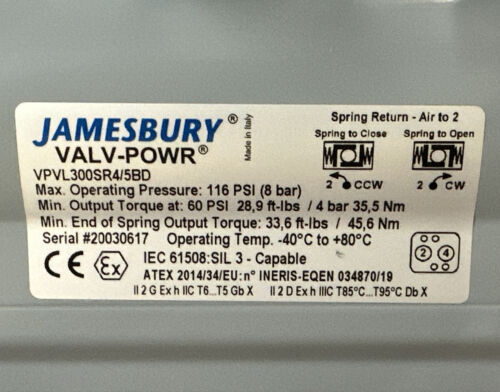 JAMESBURY®
VALV-POWR®
Made in Italy
VPVL300SR4/5BD
Max. Operating Pressure: 116 PSI (8 bar)
Min. Output Torque at: 60 PSI 28,9 ft-lbs / 4 bar 35,5 Nm
Min. End of Spring Output Torque: 33,6 ft-lbs / 45,6 Nm
Serial #20030617 Operating Temp. -40°C to +80°C
Spring Return - Air to 2
Spring to Close Spring to Open
2 CCW 2 CW
2 4
CE Ex IEC 61508:SIL 3 - Capable
ATEX 2014/34/EU:n° INERIS-EQEN 034870/19
II 2 G Ex h IIC T6...T5 Gb X II 2 D Ex h IIIC T85°C...T95°C Db X